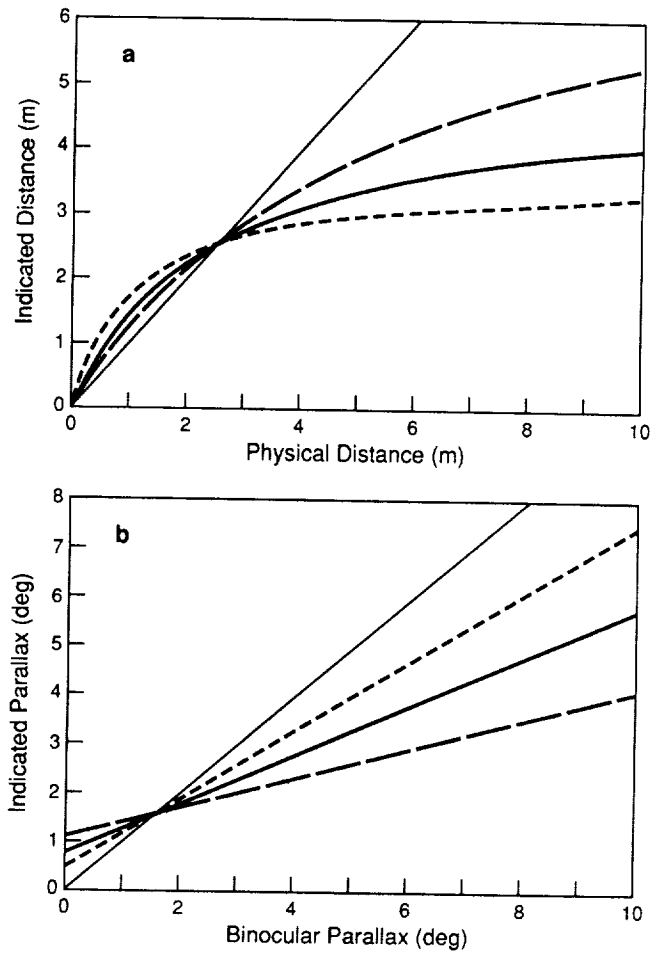 a
6
5
4
3
2
1
0
Indicated Distance (m)
0 2 4 6 8 10
Physical Distance (m)
b
8
7
6
5
4
3
2
1
0
Indicated Parallax (deg)
0 2 4 6 8 10
Binocular Parallax (deg)